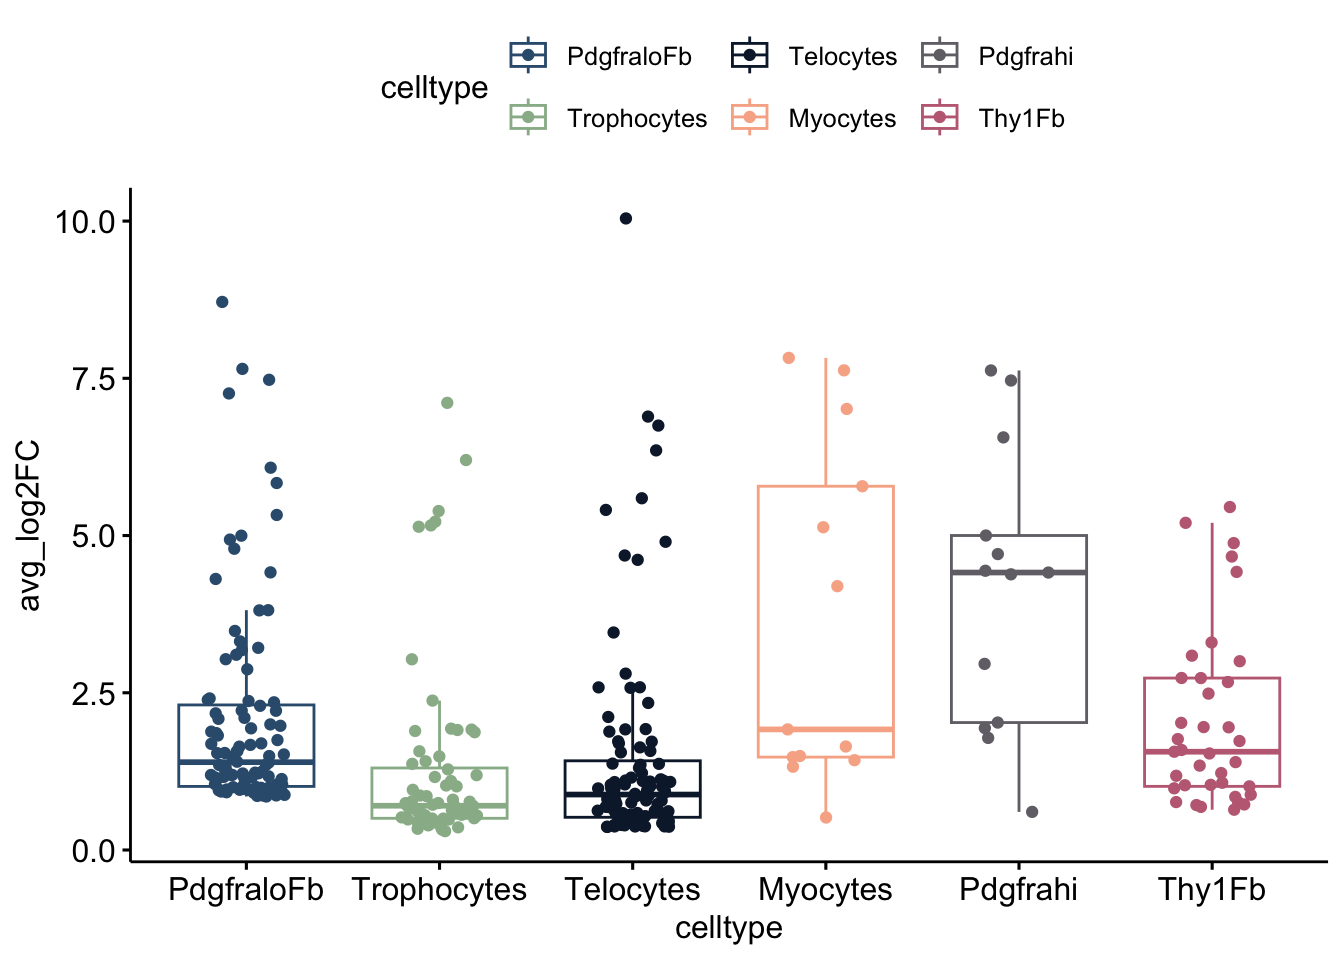 celltype
PdgfraloFb Telocytes Pdgfrahi
Trophocytes Myocytes Thy1Fb
avg_log2FC
10.0
7.5
5.0
2.5
0.0
PdgfraloFb Trophocytes Telocytes Myocytes Pdgfrahi Thy1Fb
celltype